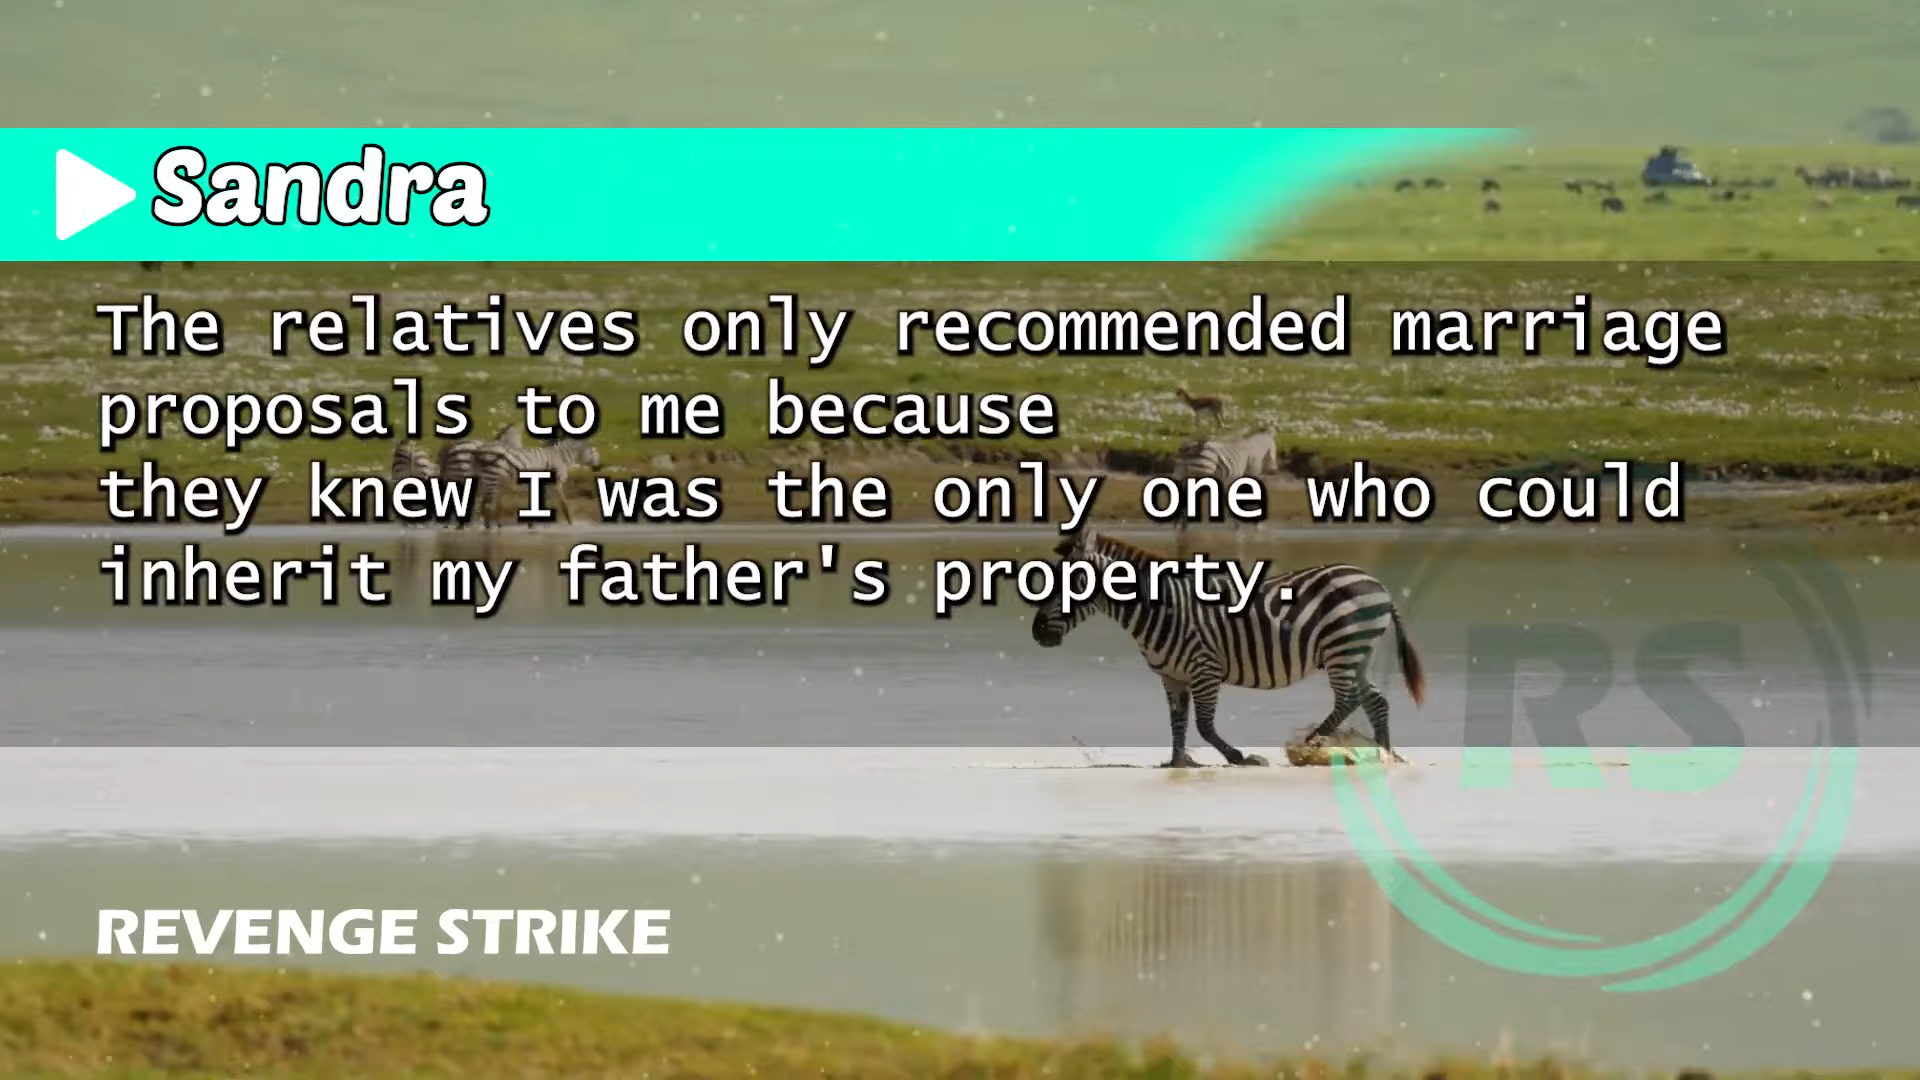 Sandra
The relatives only recommended marriage
proposals to me because
they knew I was the only one who could
inherit my father's property.
RS
REVENGE STRIKE